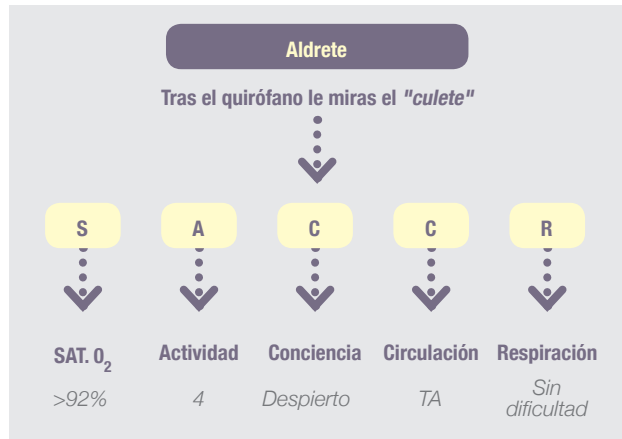 Aldrete
Tras el quirófano le miras el "culete"
S A C C R
SAT. 0₂ Actividad Conciencia Circulación Respiración
>92% 4 Despierto TA Sin dificultad